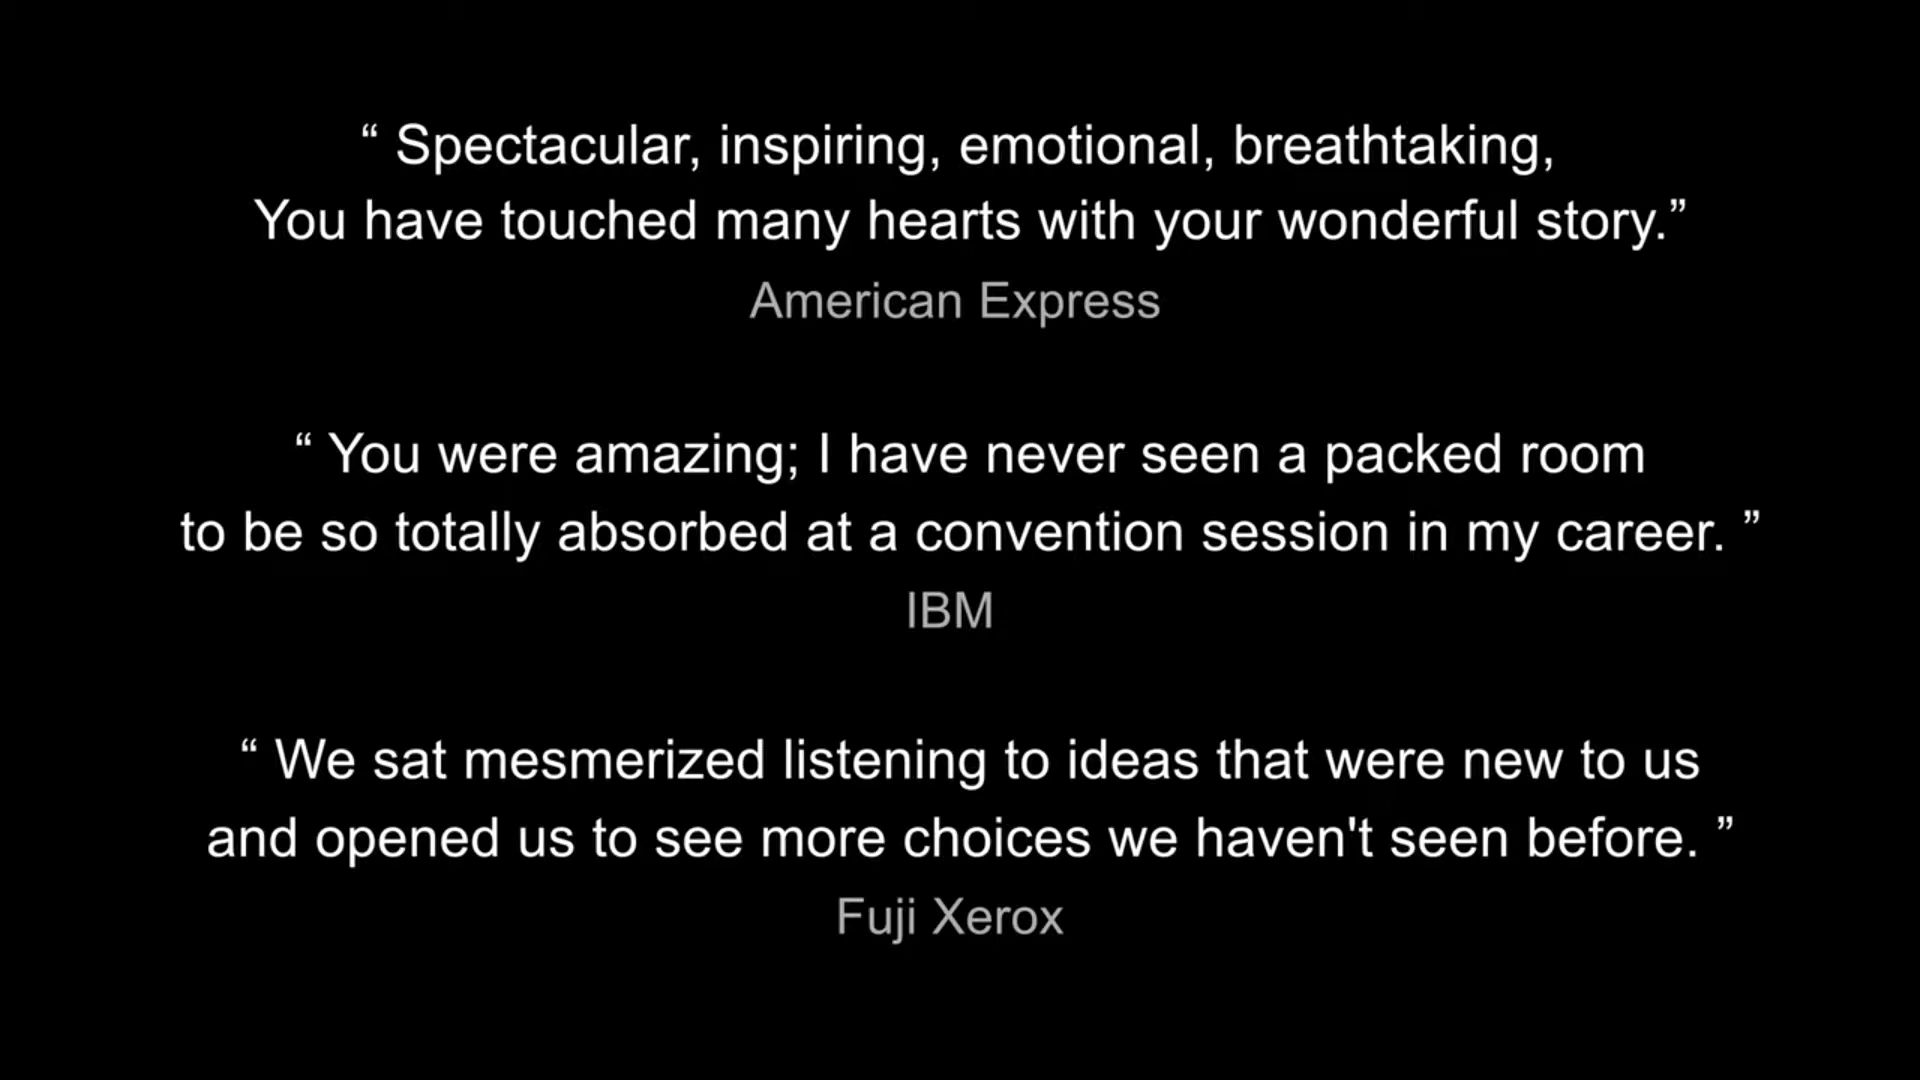 “ Spectacular, inspiring, emotional, breathtaking,
You have touched many hearts with your wonderful story.”
American Express
“ You were amazing; I have never seen a packed room
to be so totally absorbed at a convention session in my career. ”
IBM
“ We sat mesmerized listening to ideas that were new to us
and opened us to see more choices we haven't seen before. ”
Fuji Xerox